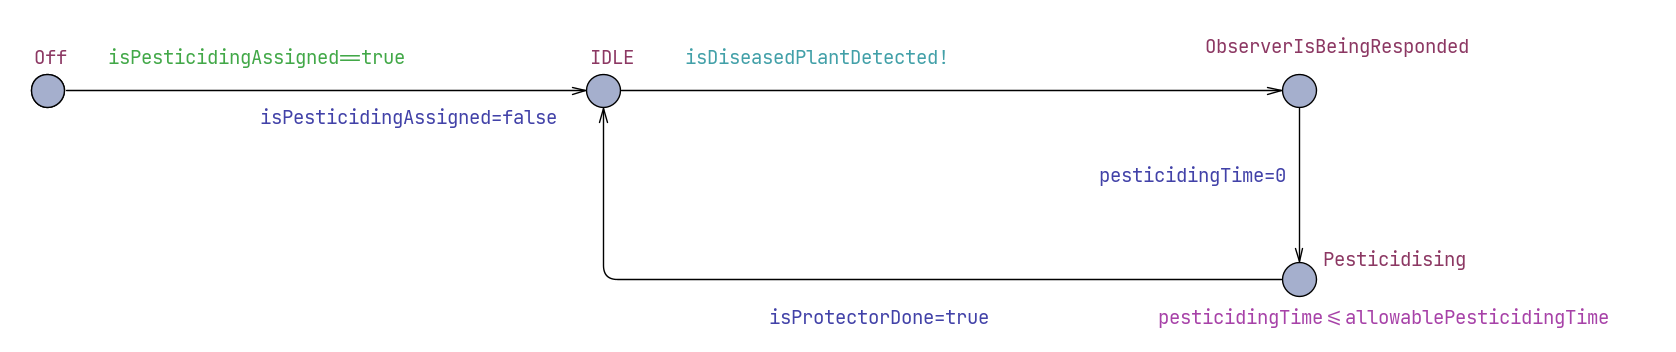 Off
isPesticidingAssigned==true
IDLE
isDiseasedPlantDetected!
ObserverIsBeingResponded
isPesticidingAssigned=false
pesticidingTime=0
Pesticidising
isProtectorDone=true
pesticidingTime<=allowablePesticidingTime